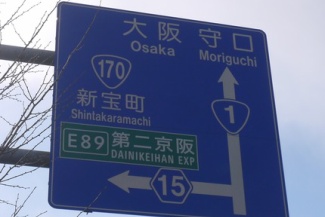 大阪 守口
Osaka Moriguchi
170
新宝町
Shintakaramachi
1
E89 第二京阪
DAINIKEIHAN EXP
15